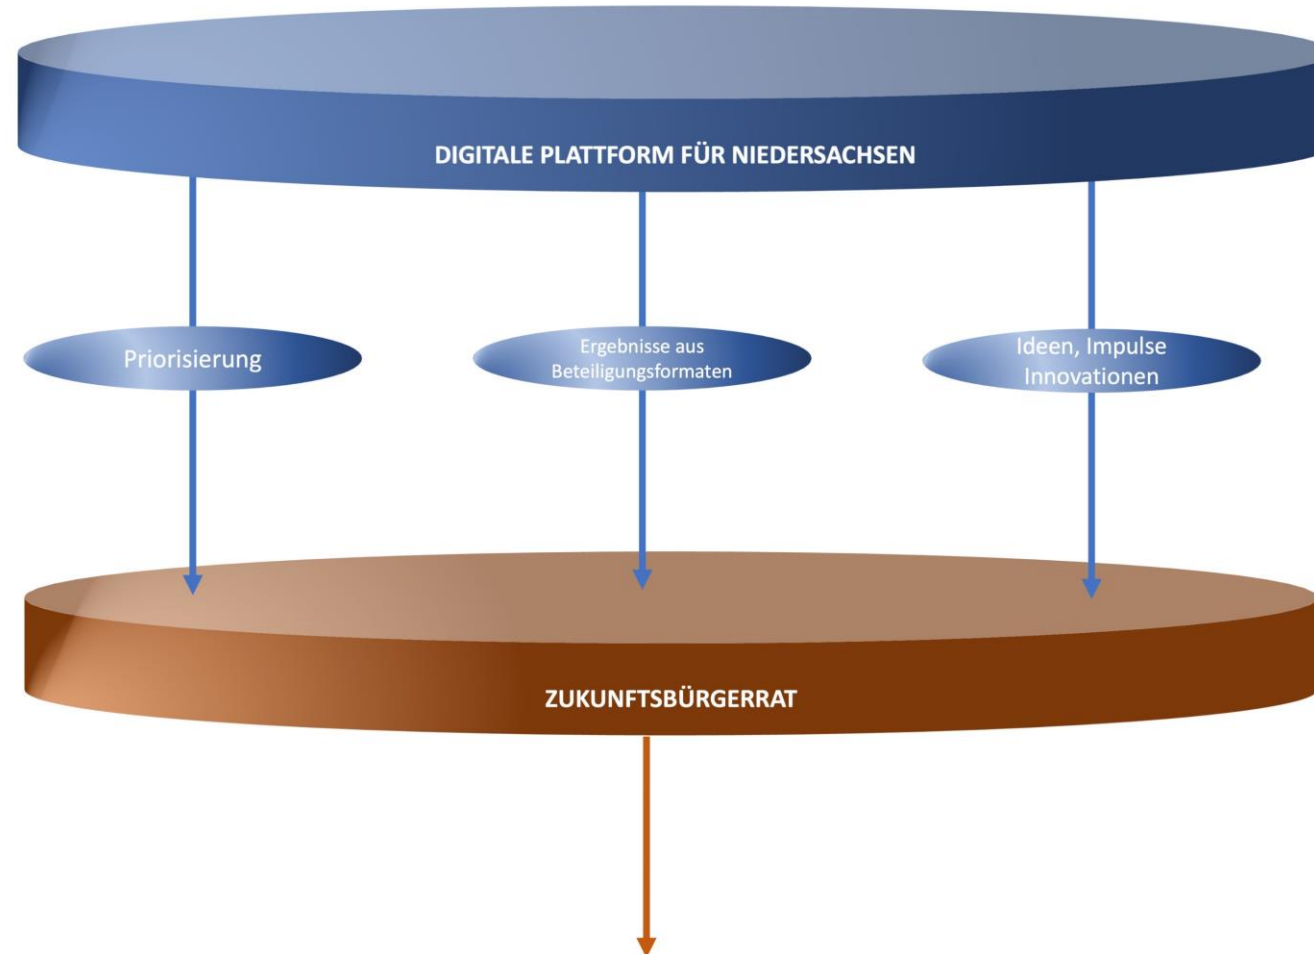 DIGITALE PLATTFORM FÜR NIEDERSACHSEN
Priorisierung
Ergebnisse aus
Beteiligungsformaten
Ideen, Impulse
Innovationen
ZUKUNFTSBÜRGERRAT